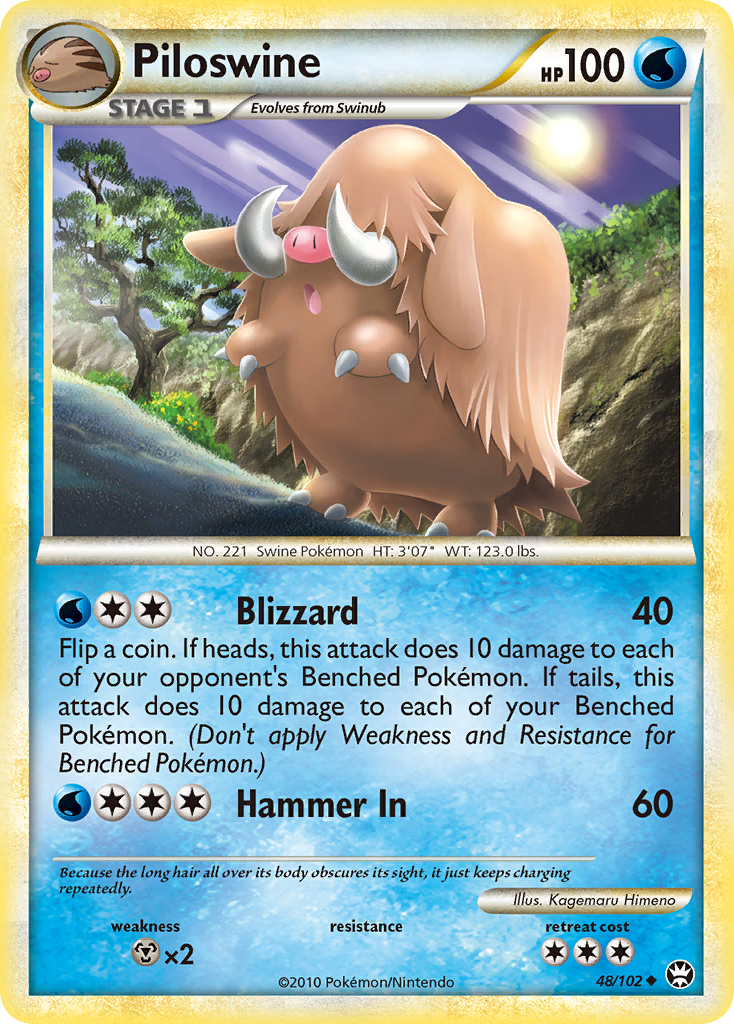 Piloswine
HP100
STAGE 1
Evolves from Swinub
NO. 221 Swine Pokémon HT: 3'07" WT: 123.0 lbs.
Blizzard 40
Flip a coin. If heads, this attack does 10 damage to each
of your opponent's Benched Pokémon. If tails, this
attack does 10 damage to each of your Benched
Pokémon. (Don't apply Weakness and Resistance for
Benched Pokémon.)
Hammer In 60
Because the long hair all over its body obscures its sight, it just keeps charging
repeatedly.
Illus. Kagemaru Himeno
weakness resistance retreat cost
×2
©2010 Pokémon/Nintendo
48/102